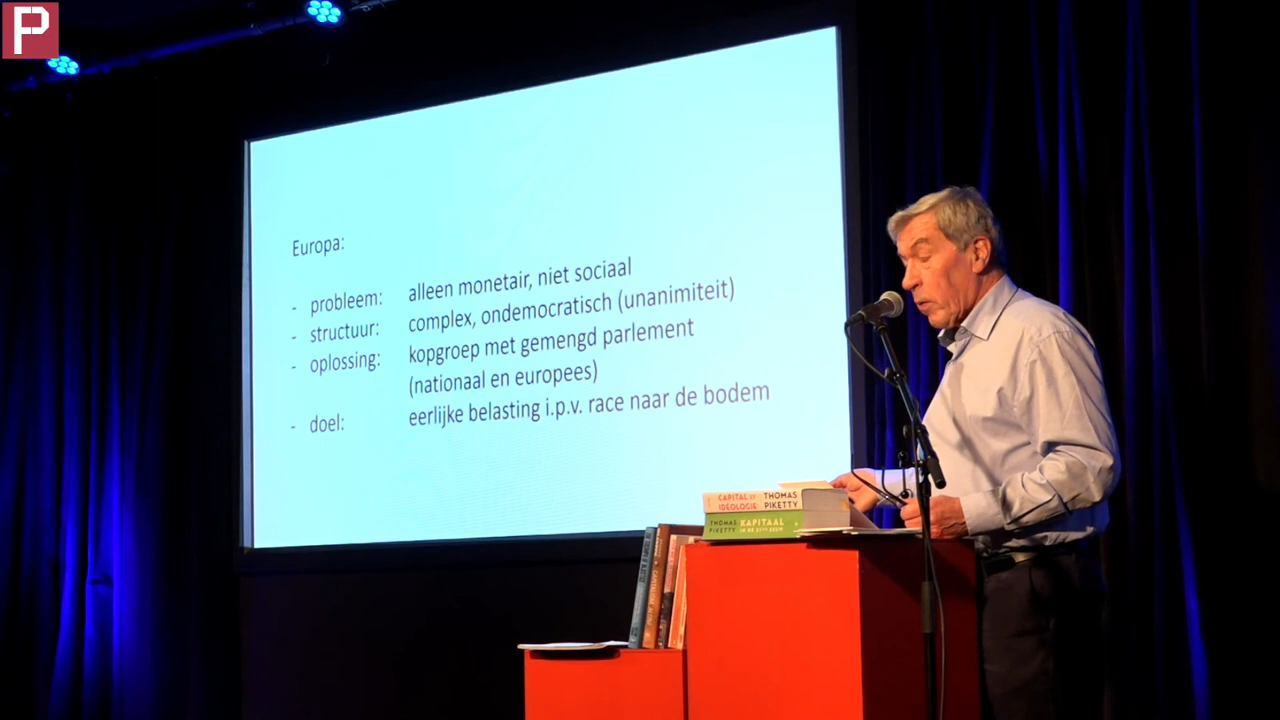 P
Europa:
- probleem: alleen monetair, niet sociaal
- structuur: complex, ondemocratisch (unanimiteit)
- oplossing: kopgroep met gemengd parlement
(nationaal en europees)
- doel: eerlijke belasting i.p.v. race naar de bodem
CAPITAL ET IDÉOLOGIE THOMAS PIKETTY
THOMAS PIKETTY KAPITAAL IN DE 21STE EEUW